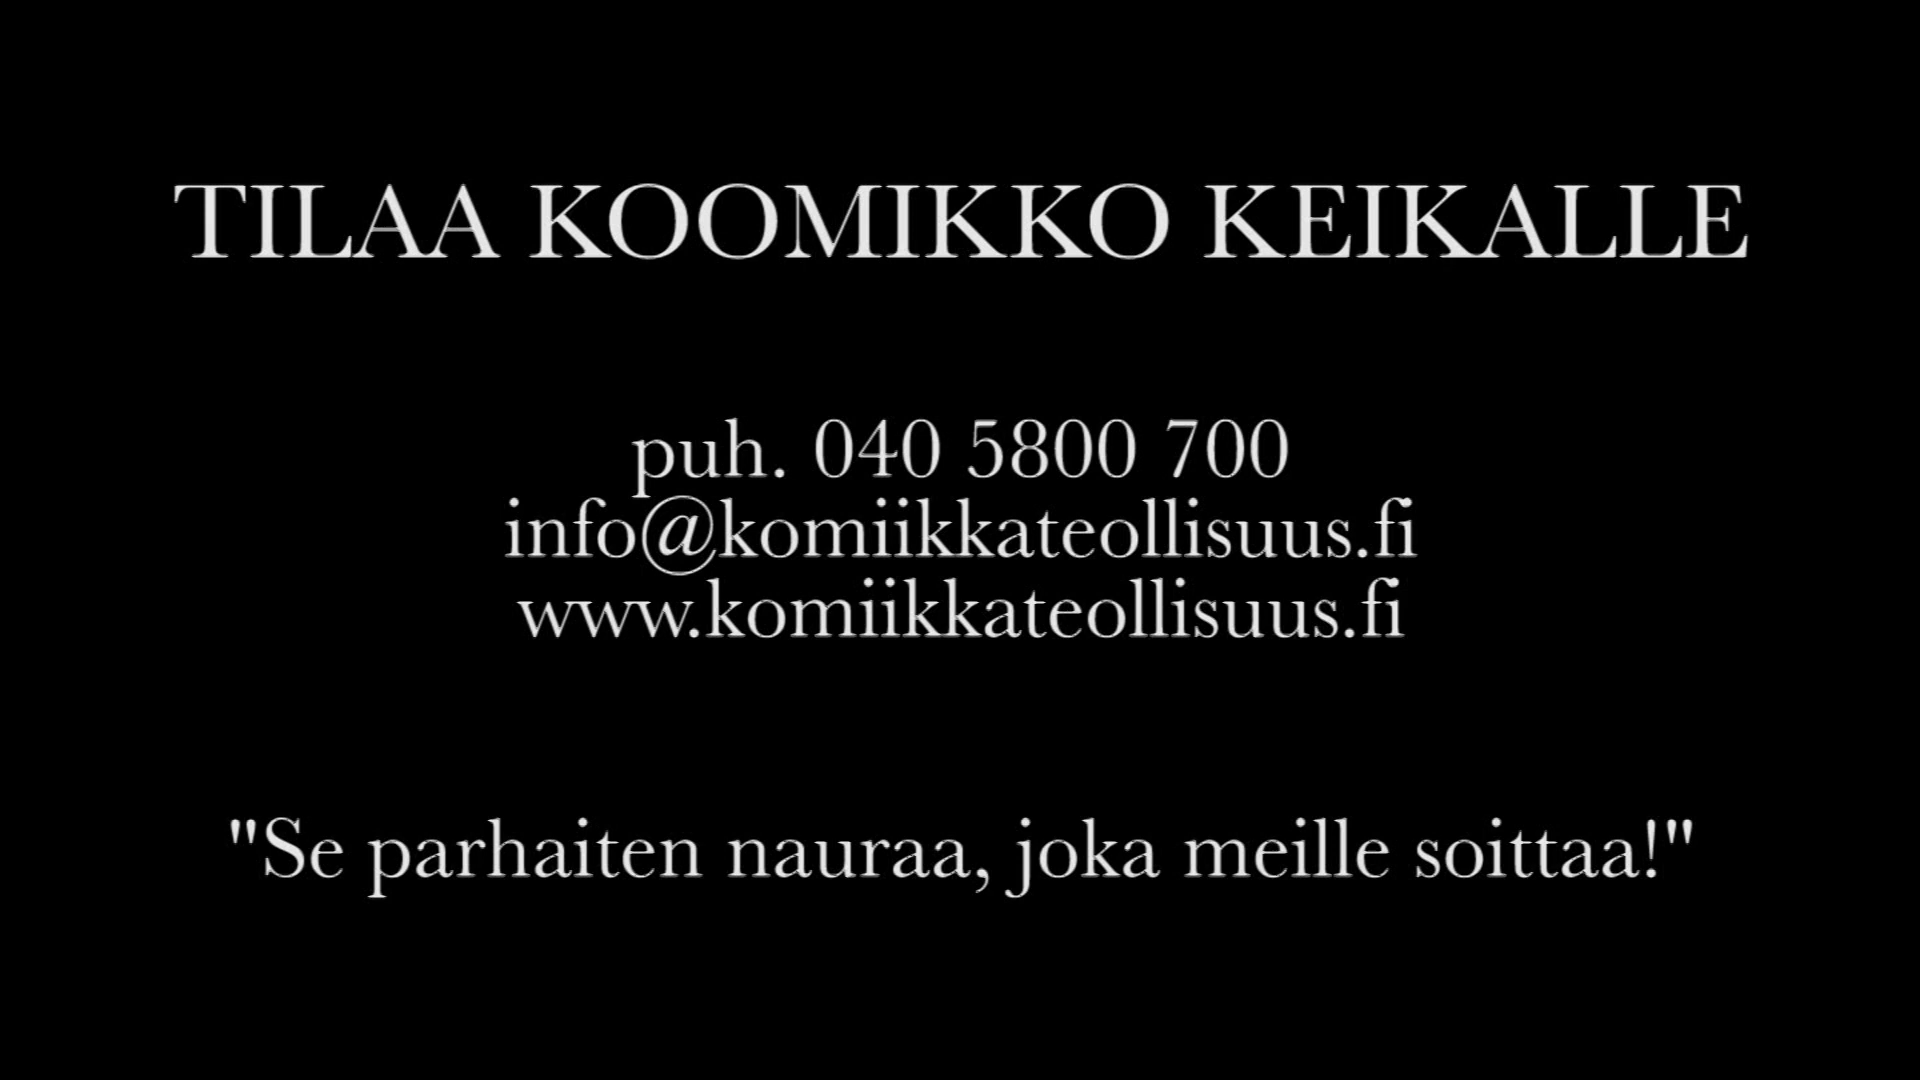 TILAA KOOMIKKO KEIKALLE
puh. 040 5800 700
info@komiikkateollisuus.fi
www.komiikkateollisuus.fi
"Se parhaiten nauraa, joka meille soittaa!"